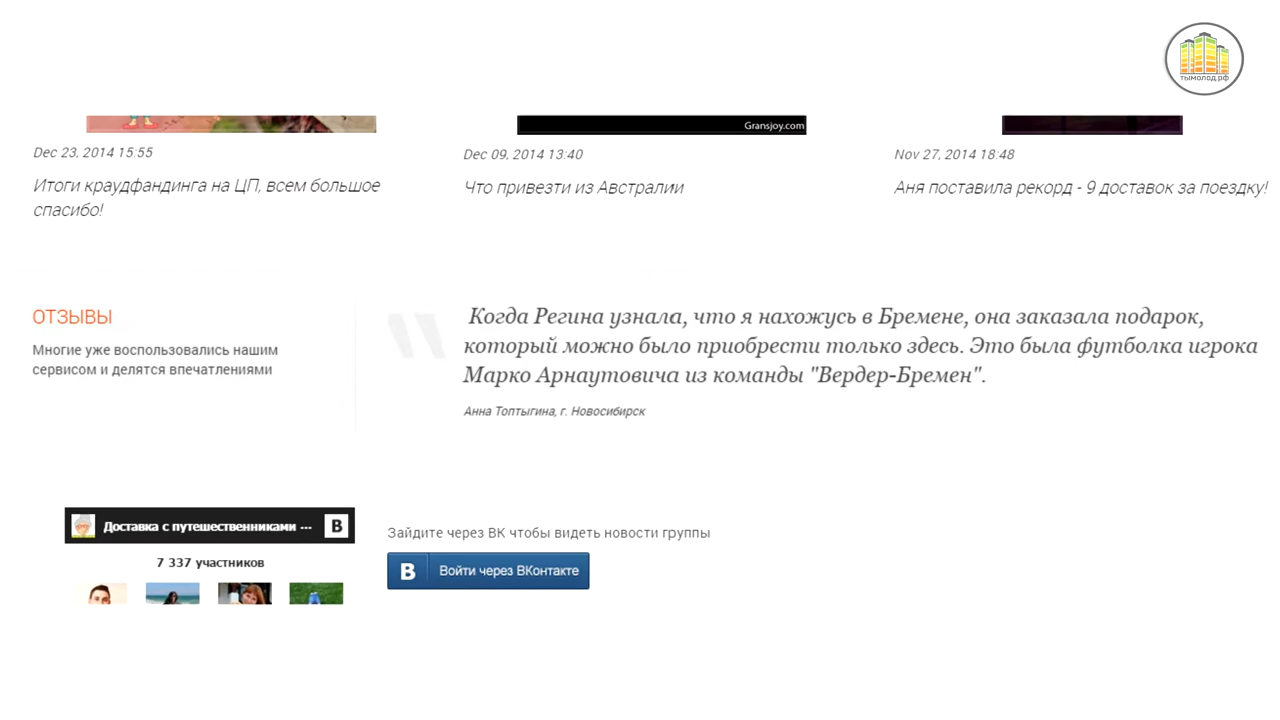 тымолод.рф
Gransjoy.com
Dec 23, 2014 15:55
Итоги краудфандинга на ЦП, всем большое
спасибо!
Dec 09, 2014 13:40
Что привезти из Австралии
Nov 27, 2014 18:48
Аня поставила рекорд - 9 доставок за поездку!
ОТЗЫВЫ
Многие уже воспользовались нашим
сервисом и делятся впечатлениями
Когда Регина узнала, что я нахожусь в Бремене, она заказала подарок,
который можно было приобрести только здесь. Это была футболка игрока
Марко Арнаутовича из команды "Вердер-Бремен".
Анна Топтыгина, г. Новосибирск
Доставка с путешественниками ---
В
7 337 участников
Зайдите через ВК чтобы видеть новости группы
В Войти через ВКонтакте